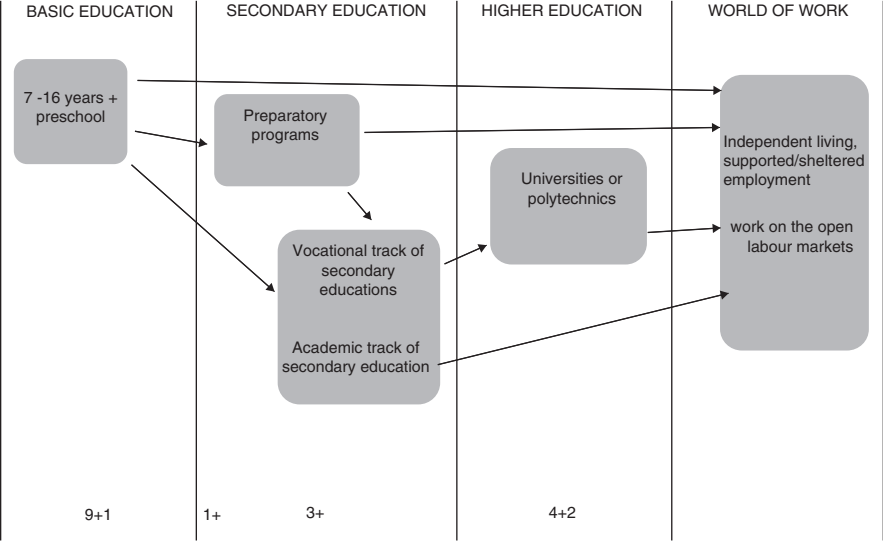 BASIC EDUCATION
SECONDARY EDUCATION
HIGHER EDUCATION
WORLD OF WORK
7 -16 years +
preschool
Preparatory
programs
Vocational track of
secondary
educations
Academic track of
secondary education
Universities or
polytechnics
Independent living,
supported/sheltered
employment
work on the open
labour markets
9+1
1+
3+
4+2